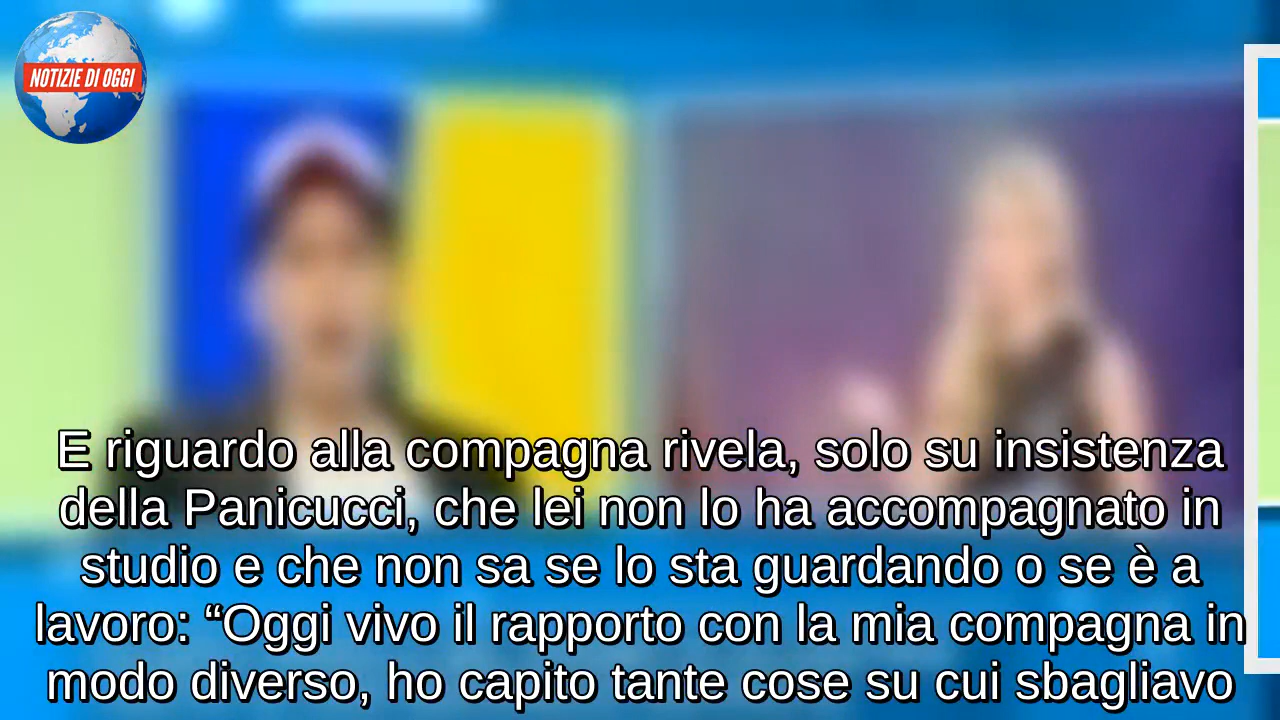 NOTIZIE DI OGGI
E riguardo alla compagna rivela, solo su insistenza
della Panicucci, che lei non lo ha accompagnato in
studio e che non sa se lo sta guardando o se è a
lavoro: “Oggi vivo il rapporto con la mia compagna in
modo diverso, ho capito tante cose su cui sbagliavo